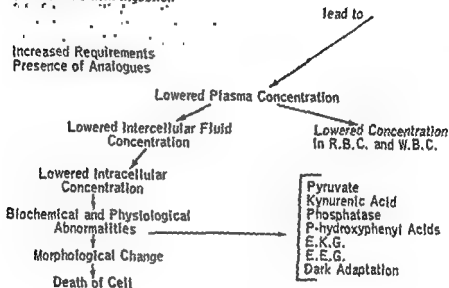 lead to
Increased Requirements
Presence of Analogues
Lowered Plasma Concentration
Lowered Intercellular Fluid
Concentration
Lowered Concentration
in R.B.C. and W.B.C.
Lowered Intracellular
Concentration
Biochemical and Physiological
Abnormalities
Morphological Change
Death of Cell
Pyruvate
Kynurenic Acid
Phosphatase
P-hydroxyphenyl Acids
E.K.G.
E.E.G.
Dark Adaptation